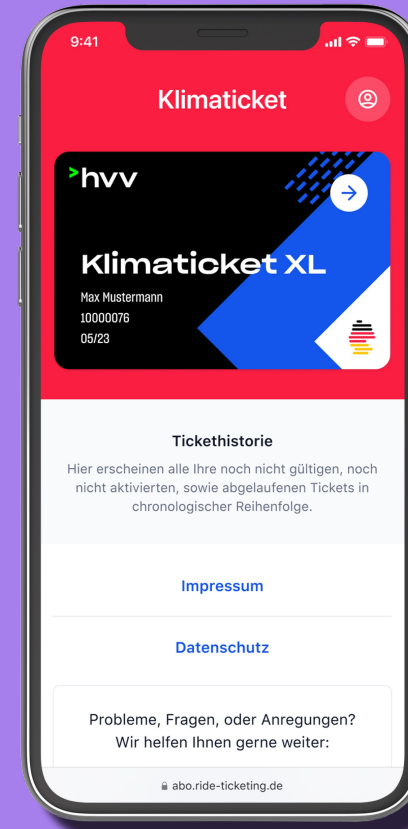 9:41
Klimaticket
>hvv
Klimaticket XL
Max Mustermann
10000076
05/23
Tickethistorie
Hier erscheinen alle Ihre noch nicht gültigen, noch
nicht aktivierten, sowie abgelaufenen Tickets in
chronologischer Reihenfolge.
Impressum
Datenschutz
Probleme, Fragen, oder Anregungen?
Wir helfen Ihnen gerne weiter:
abo.ride-ticketing.de